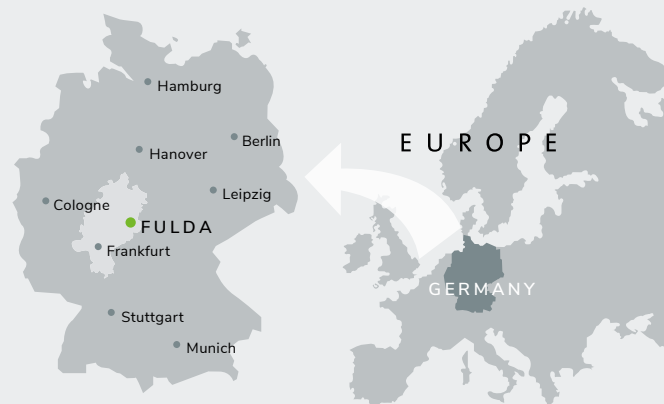 Hamburg
Berlin
Hanover
Leipzig
Cologne
FULDA
Frankfurt
Stuttgart
Munich
EUROPE
GERMANY